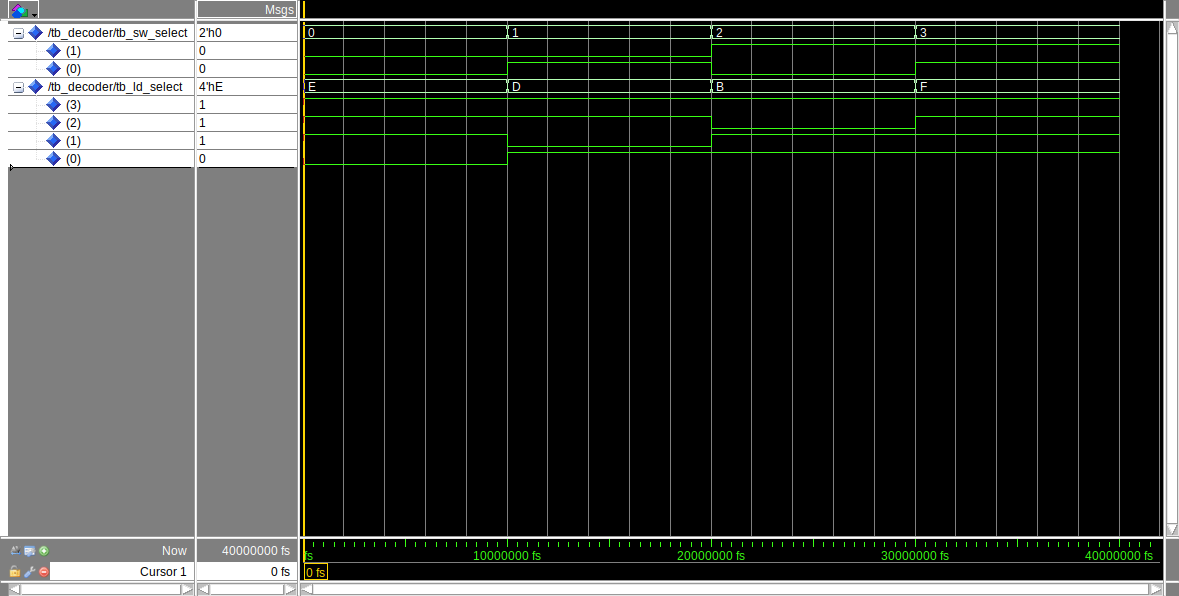 Msgs
/tb_decoder/tb_sw_select 2'h0 0 1 2 3
(1) 0
(0) 0
/tb_decoder/tb_ld_select 4'hE E D B F
(3) 1
(2) 1
(1) 1
(0) 0
Now 40000000 fs fs 10000000 fs 20000000 fs 30000000 fs 40000000 fs
Cursor 1 0 fs 0 fs